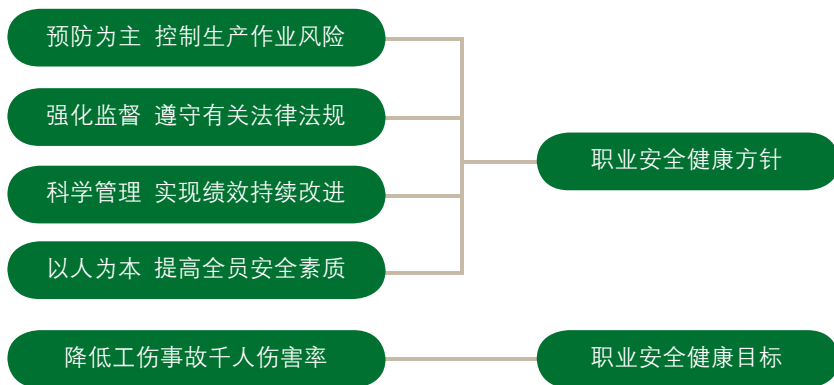 预防为主 控制生产作业风险
强化监督 遵守有关法律法规
科学管理 实现绩效持续改进
以人为本 提高全员安全素质
职业安全健康方针
降低工伤事故千人伤害率
职业安全健康目标